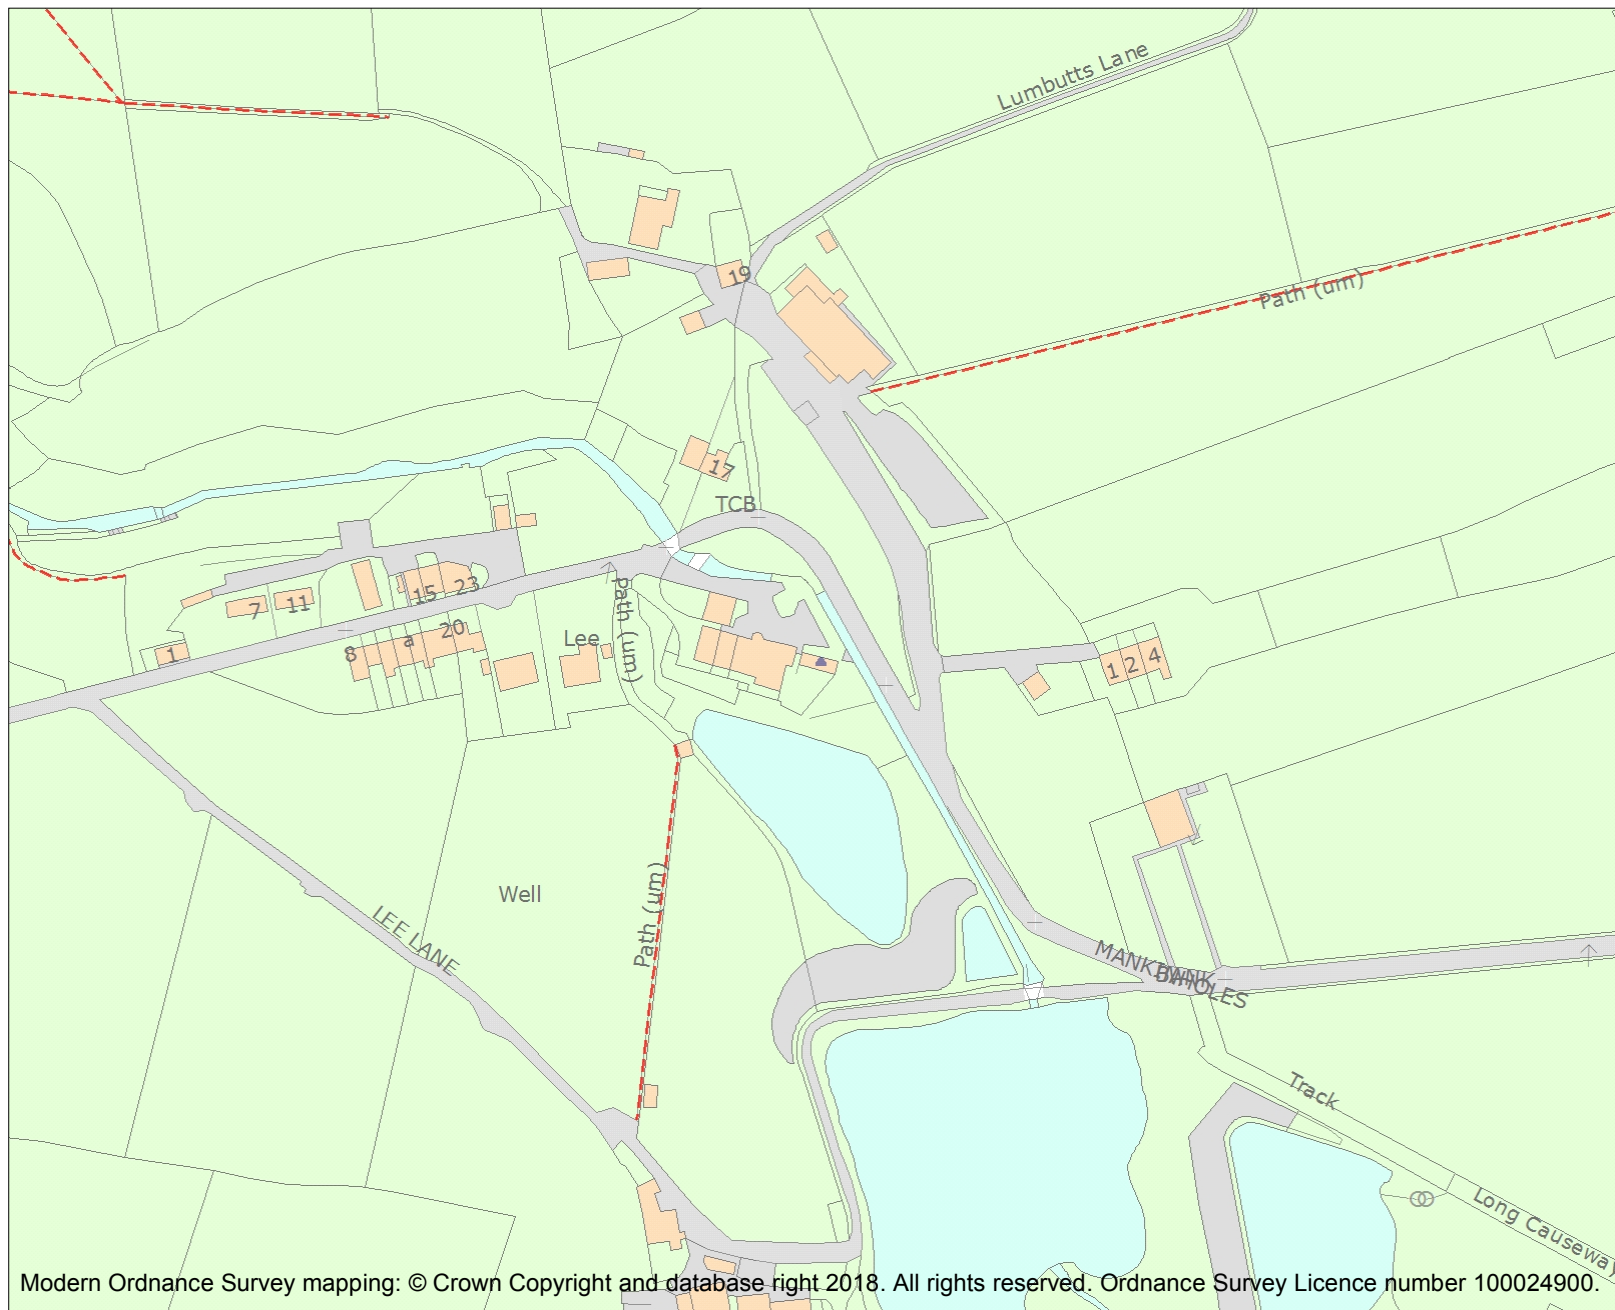 Lumbutts Lane
19
Path (um)
17
TCB
7
11
15
23
Path (um)
1
8
a
20
Lee
1
2
4
Path (um)
Well
LEE LANE
Track
Long Causeway
Modern Ordnance Survey mapping: © Crown Copyright and database right 2018. All rights reserved. Ordnance Survey Licence number 100024900.